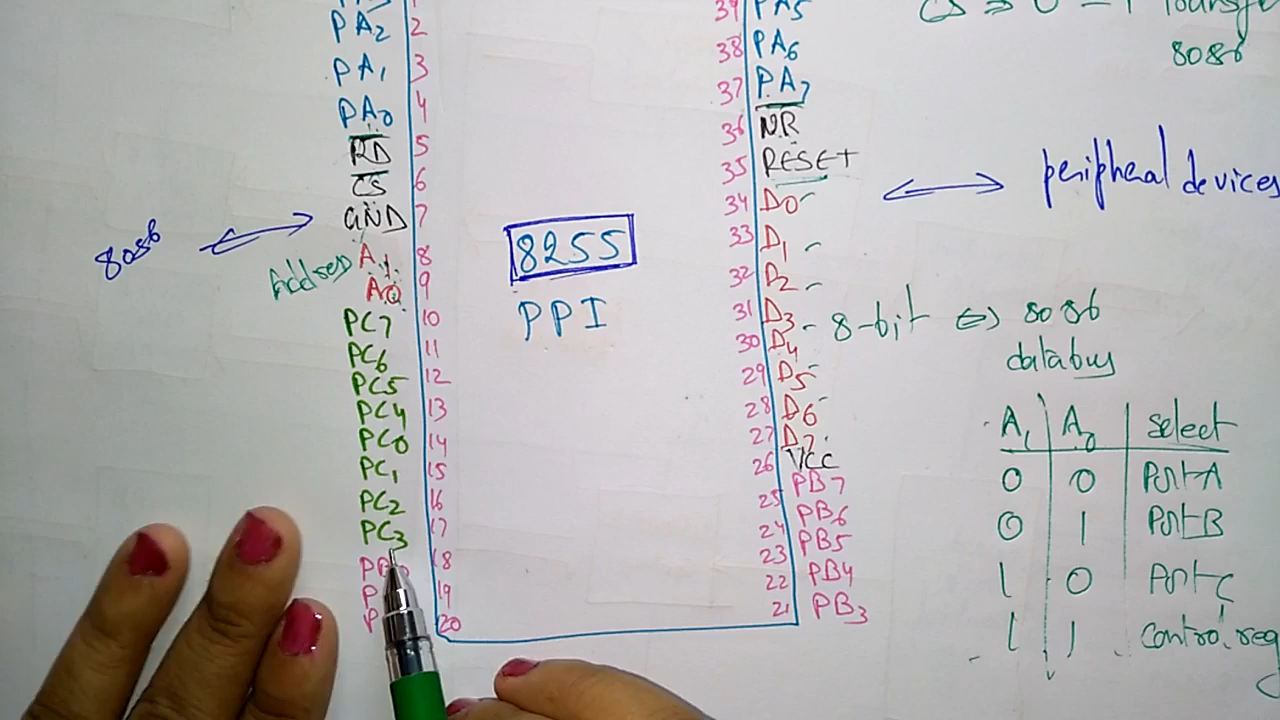 PA2 2
PA1 3
PA0 4
RD 5
CS 6
GND 7
8086
Address A1 8
A0 9
PC7 10
PC6 11
PC5 12
PC4 13
PC0 14
PC1 15
PC2 16
PC3 17
PB 18
P 19
P 20
8255
PPI
39 PA5
38 PA6
37 PA7
36 WR
35 RESET
34 D0
33 D1
32 D2
31 D3
30 D4
29 D5
28 D6
27 D7
26 VCC
25 PB7
24 PB6
23 PB5
22 PB4
21 PB3
CS ⇒ 0
8086
peripheral devices
8-bit ⇔ 8086
databus
A1 A0 select
0 0 Port-A
0 1 Port B
1 0 Port-C
1 1 control reg